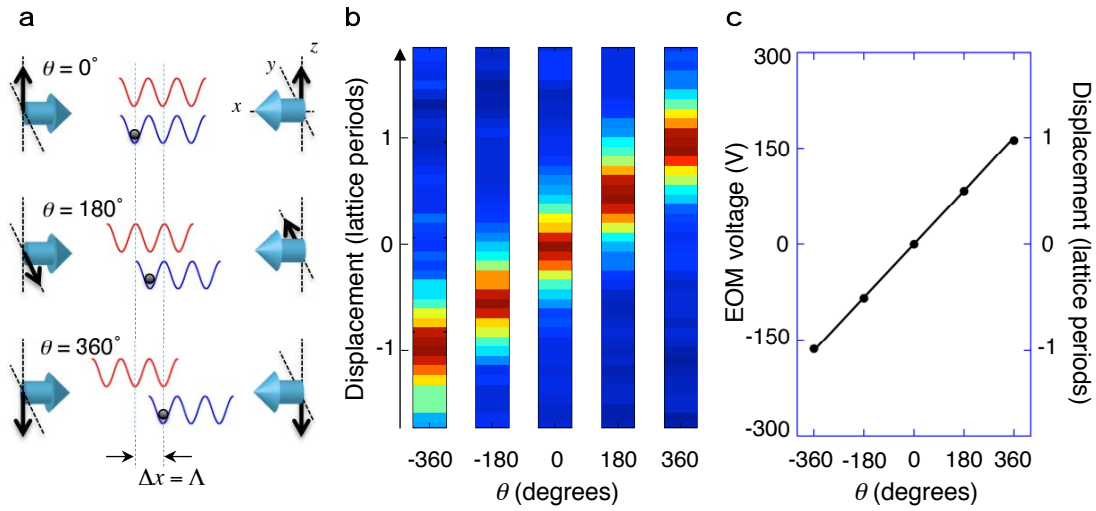 a
θ = 0°
z
y
x
θ = 180°
θ = 360°
Δx = Λ
b
Displacement (lattice periods)
1
0
-1
-360 -180 0 180 360
θ (degrees)
c
EOM voltage (V)
300
150
0
-150
-300
Displacement (lattice periods)
1
0
-1
-360 -180 0 180 360
θ (degrees)